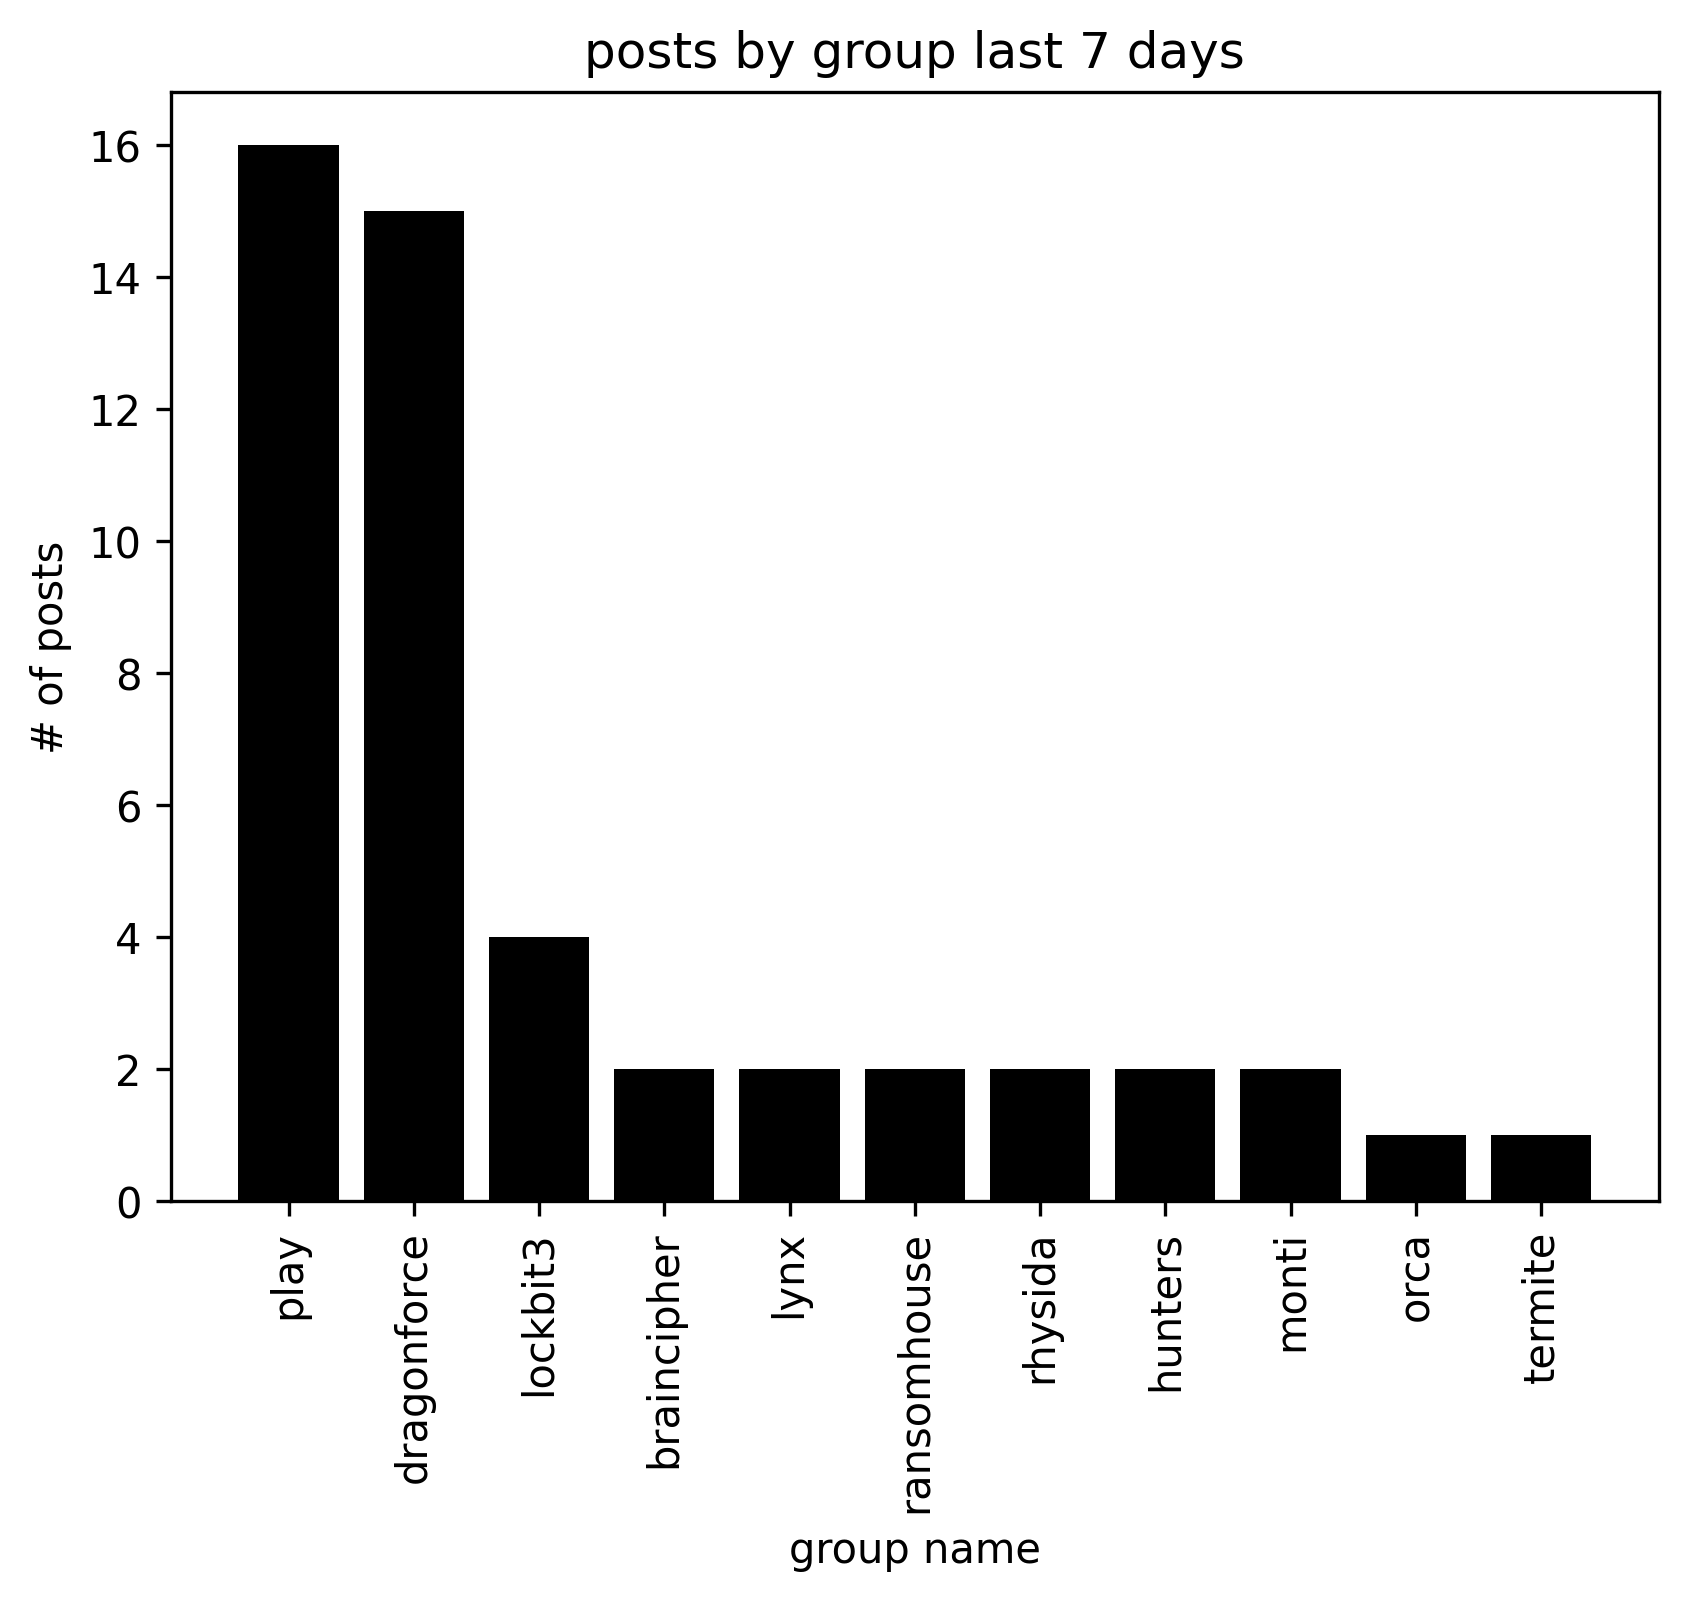 posts by group last 7 days
# of posts
16
14
12
10
8
6
4
2
0
play
dragonforce
lockbit3
braincipher
lynx
ransomhouse
rhysida
hunters
monti
orca
termite
group name